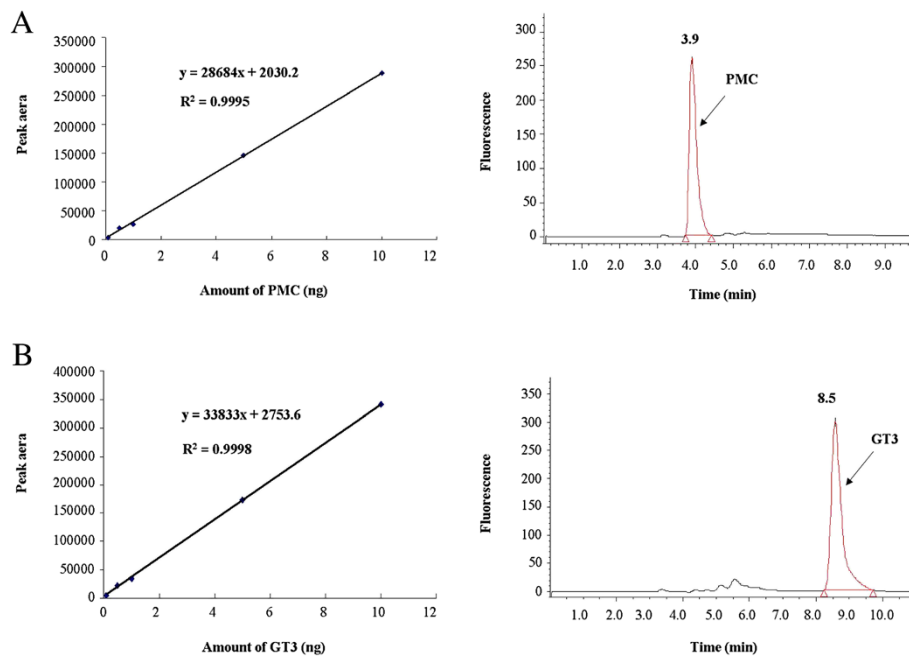 A
350000
300000
250000
200000
150000
100000
50000
0
0 2 4 6 8 10 12
Peak aera
Amount of PMC (ng)
y = 28684x + 2030.2
R² = 0.9995
300
250
200
150
100
50
0
1.0 2.0 3.0 4.0 5.0 6.0 7.0 8.0 9.0
Fluorescence
Time (min)
3.9
PMC
B
400000
350000
300000
250000
200000
150000
100000
50000
0
0 2 4 6 8 10 12
Peak aera
Amount of GT3 (ng)
y = 33833x + 2753.6
R² = 0.9998
350
300
250
200
150
100
50
0
1.0 2.0 3.0 4.0 5.0 6.0 7.0 8.0 9.0 10.0
Fluorescence
Time (min)
8.5
GT3